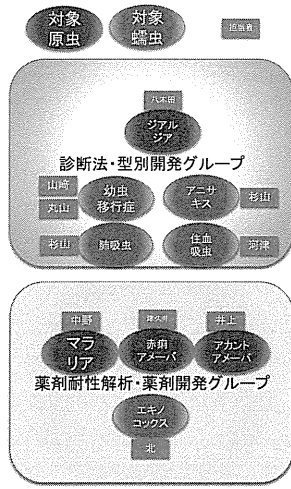 対象
原虫
対象
蠕虫
担当者
八木田
ジアル
ジア
診断法・型別開発グループ
山﨑
丸山
幼虫
移行症
アニサ
キス
杉山
杉山
肺吸虫
住血
吸虫
河津
中野
マラ
リア
津久井
赤痢
アメーバ
井上
アカント
アメーバ
薬剤耐性解析・薬剤開発グループ
エキノ
コックス
北